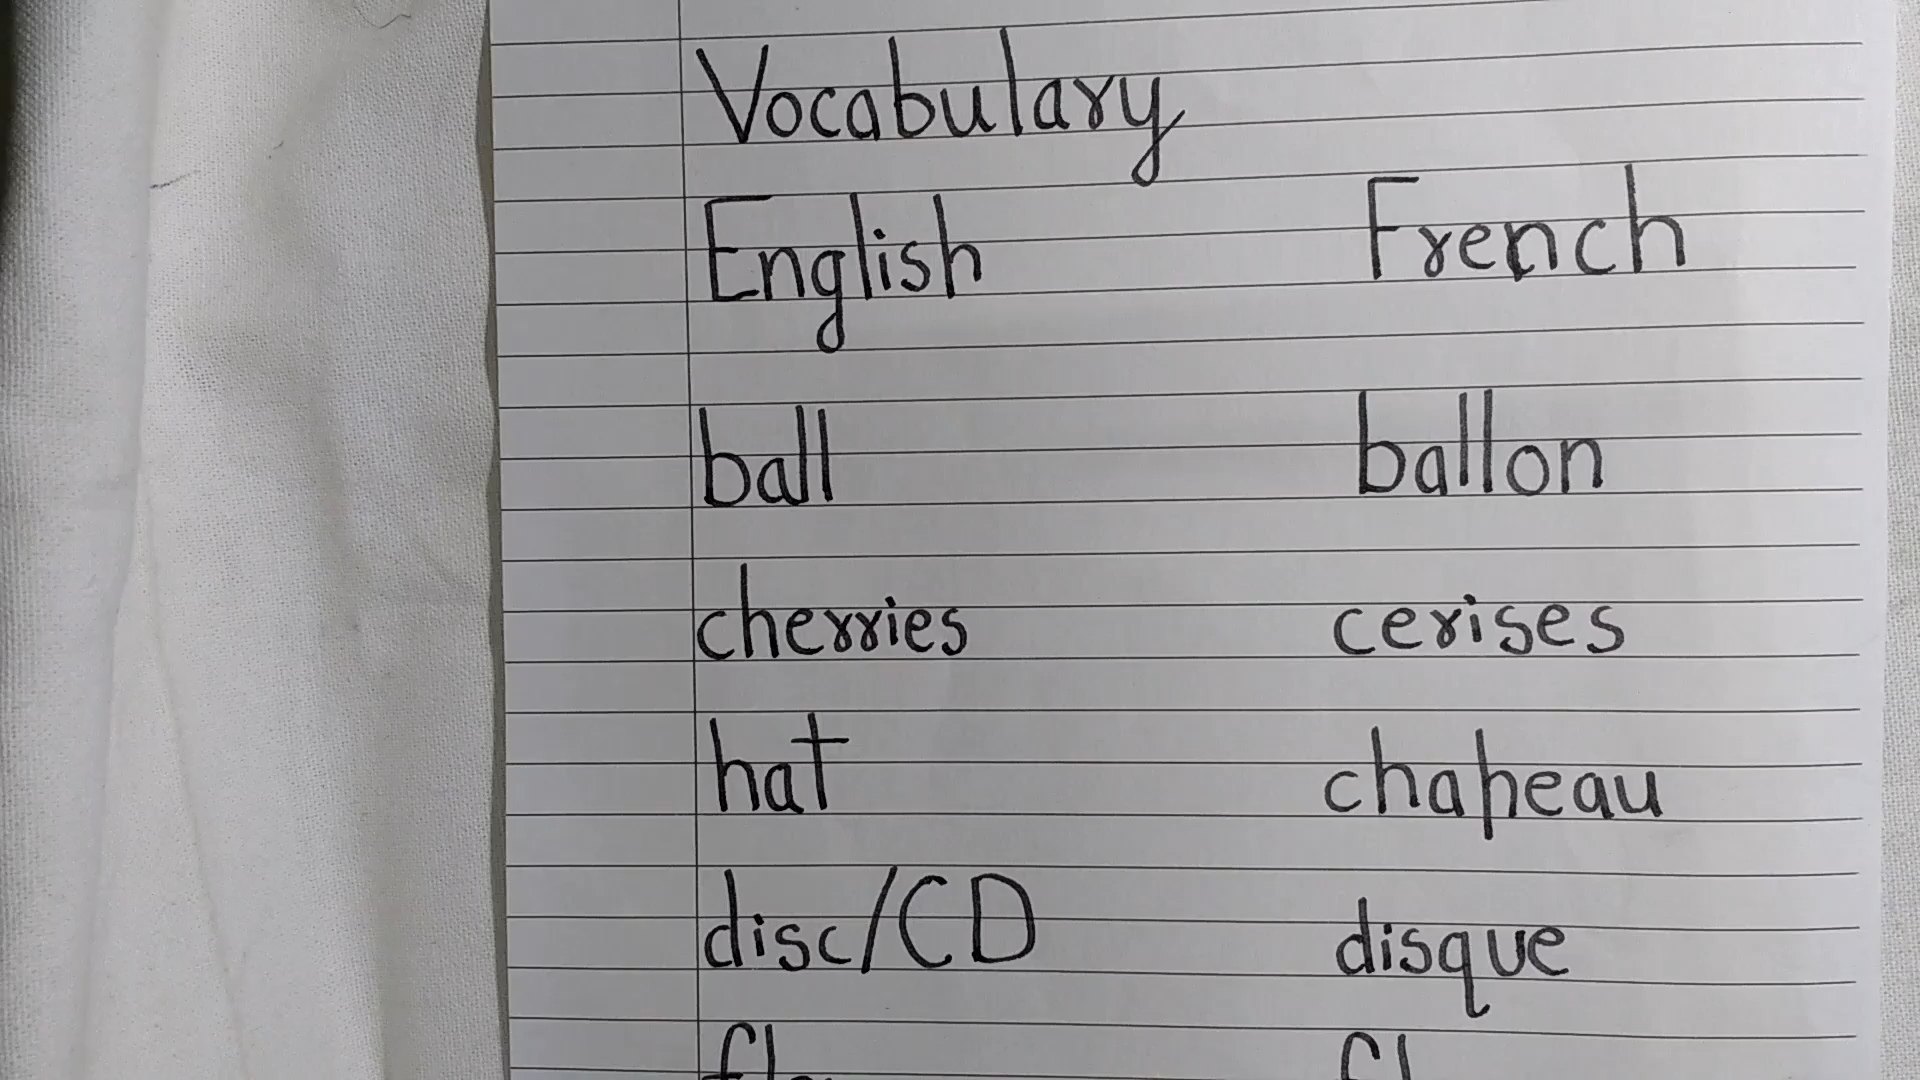 Vocabulary
English French
ball ballon
cherries cerises
hat chapeau
disc/CD disque